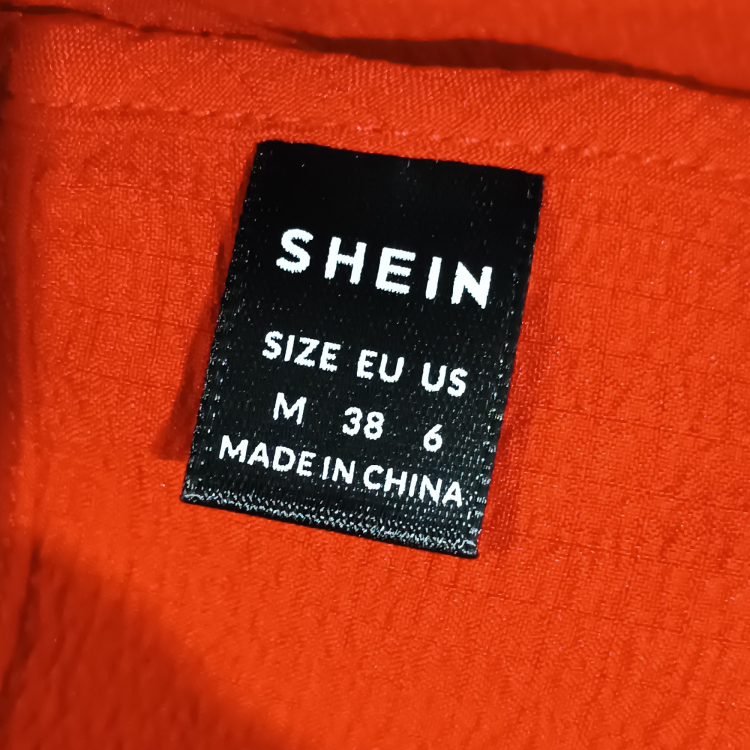 SHEIN
SIZE EU US
M 38 6
MADE IN CHINA